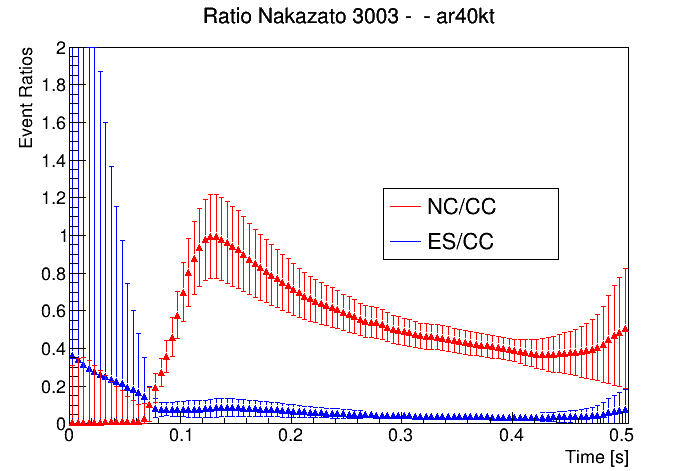 Ratio Nakazato 3003 -  - ar40kt
Event Ratios
2
1.8
1.6
1.4
1.2
1
0.8
0.6
0.4
0.2
0
NC/CC
ES/CC
0 0.1 0.2 0.3 0.4 0.5
Time [s]